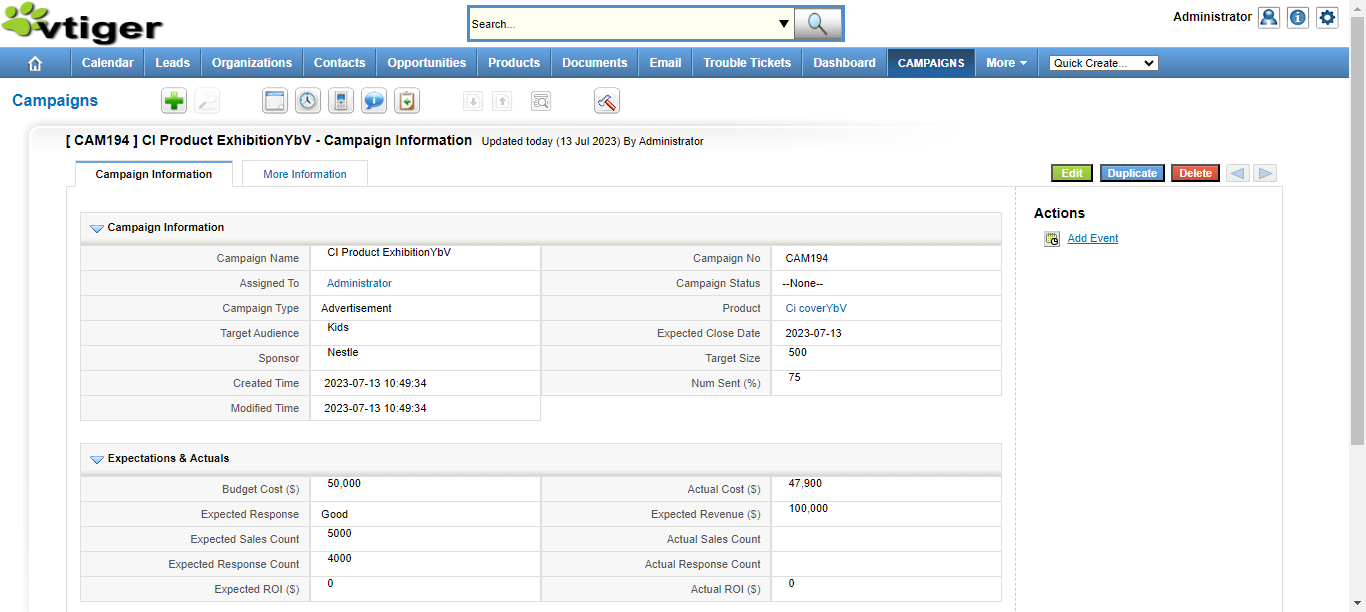 vtiger
Search...
Administrator
Calendar Leads Organizations Contacts Opportunities Products Documents Email Trouble Tickets Dashboard CAMPAIGNS More Quick Create...
Campaigns
[ CAM194 ] CI Product ExhibitionYbV - Campaign Information Updated today (13 Jul 2023) By Administrator
Campaign Information More Information Edit Duplicate Delete
Actions
Add Event
Campaign Information
Campaign Name CI Product ExhibitionYbV Campaign No CAM194
Assigned To Administrator Campaign Status --None--
Campaign Type Advertisement Product Ci coverYbV
Target Audience Kids Expected Close Date 2023-07-13
Sponsor Nestle Target Size 500
Created Time 2023-07-13 10:49:34 Num Sent (%) 75
Modified Time 2023-07-13 10:49:34
Expectations & Actuals
Budget Cost ($) 50,000 Actual Cost ($) 47,900
Expected Response Good Expected Revenue ($) 100,000
Expected Sales Count 5000 Actual Sales Count
Expected Response Count 4000 Actual Response Count
Expected ROI ($) 0 Actual ROI ($) 0